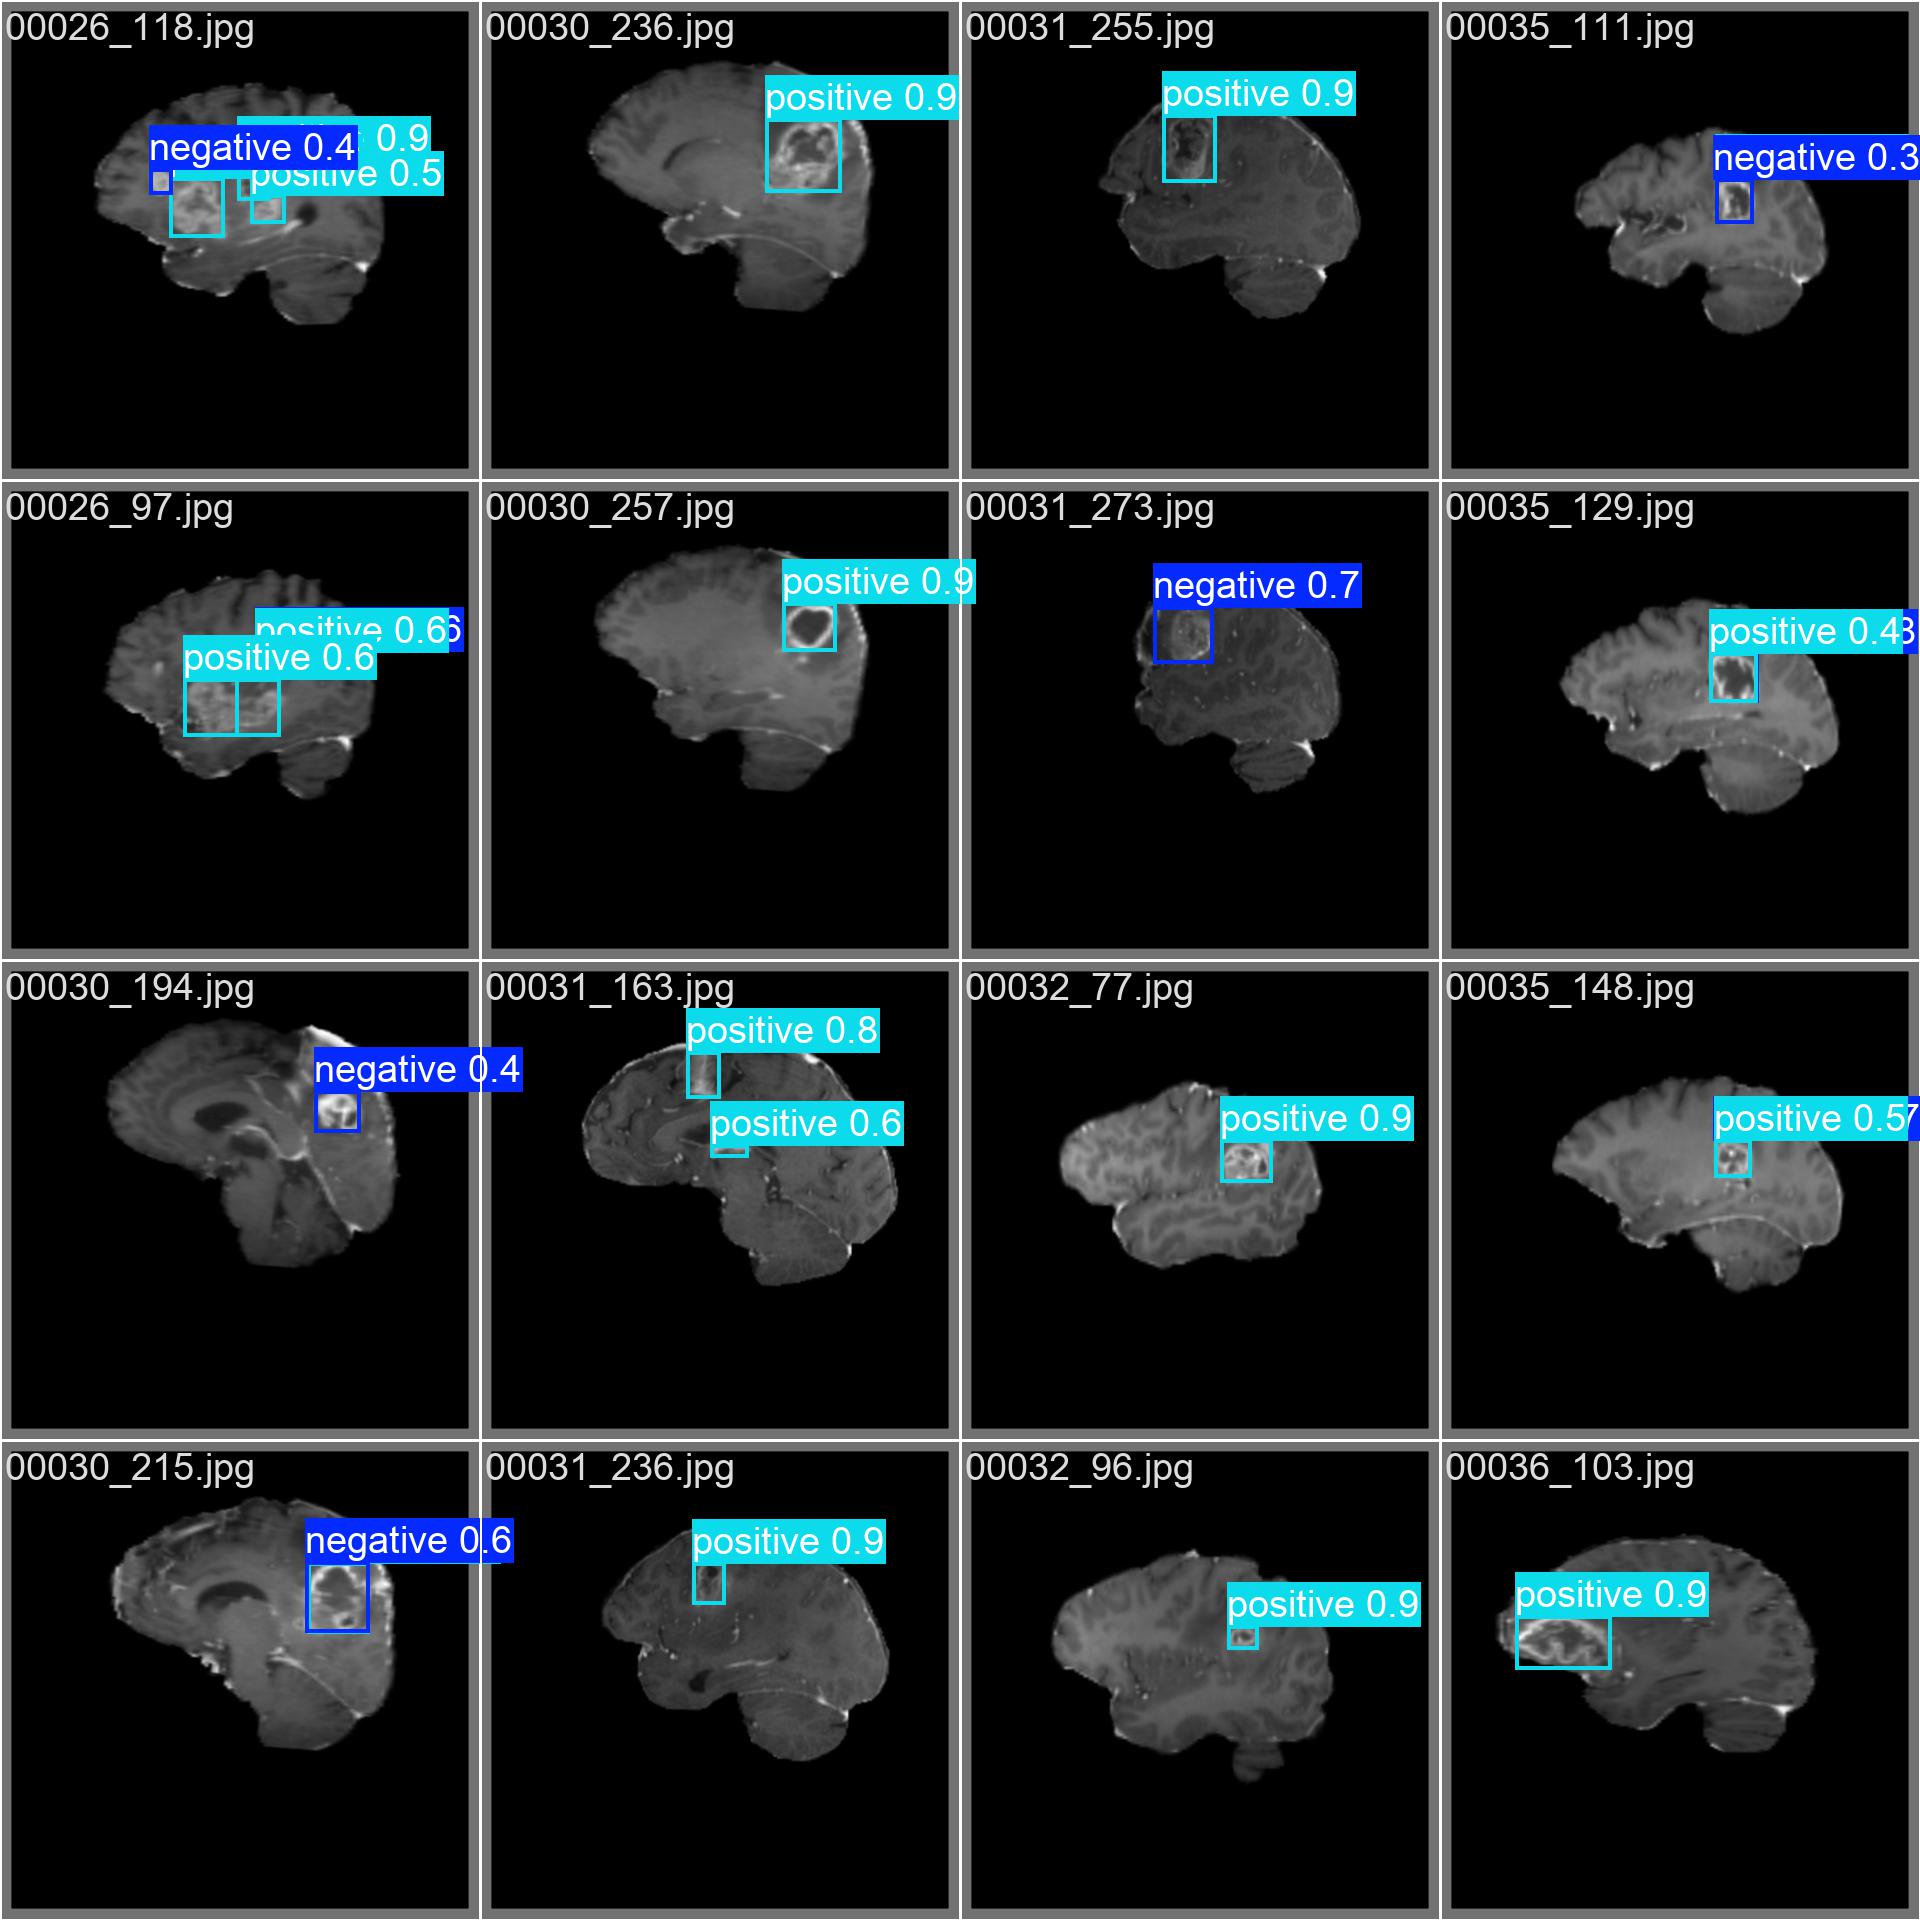 00026_118.jpg
negative 0.4
0.9
positive 0.5
00030_236.jpg
positive 0.9
00031_255.jpg
positive 0.9
00035_111.jpg
negative 0.3
00026_97.jpg
positive 0.6
positive 0.6
00030_257.jpg
positive 0.9
00031_273.jpg
negative 0.7
00035_129.jpg
positive 0.4
00030_194.jpg
negative 0.4
00031_163.jpg
positive 0.8
positive 0.6
00032_77.jpg
positive 0.9
00035_148.jpg
positive 0.5
00030_215.jpg
negative 0.6
00031_236.jpg
positive 0.9
00032_96.jpg
positive 0.9
00036_103.jpg
positive 0.9